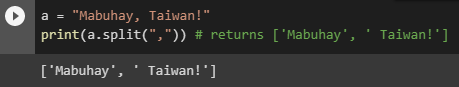 a = "Mabuhay, Taiwan!"
print(a.split(",")) # returns ['Mabuhay', ' Taiwan!']
['Mabuhay', ' Taiwan!']